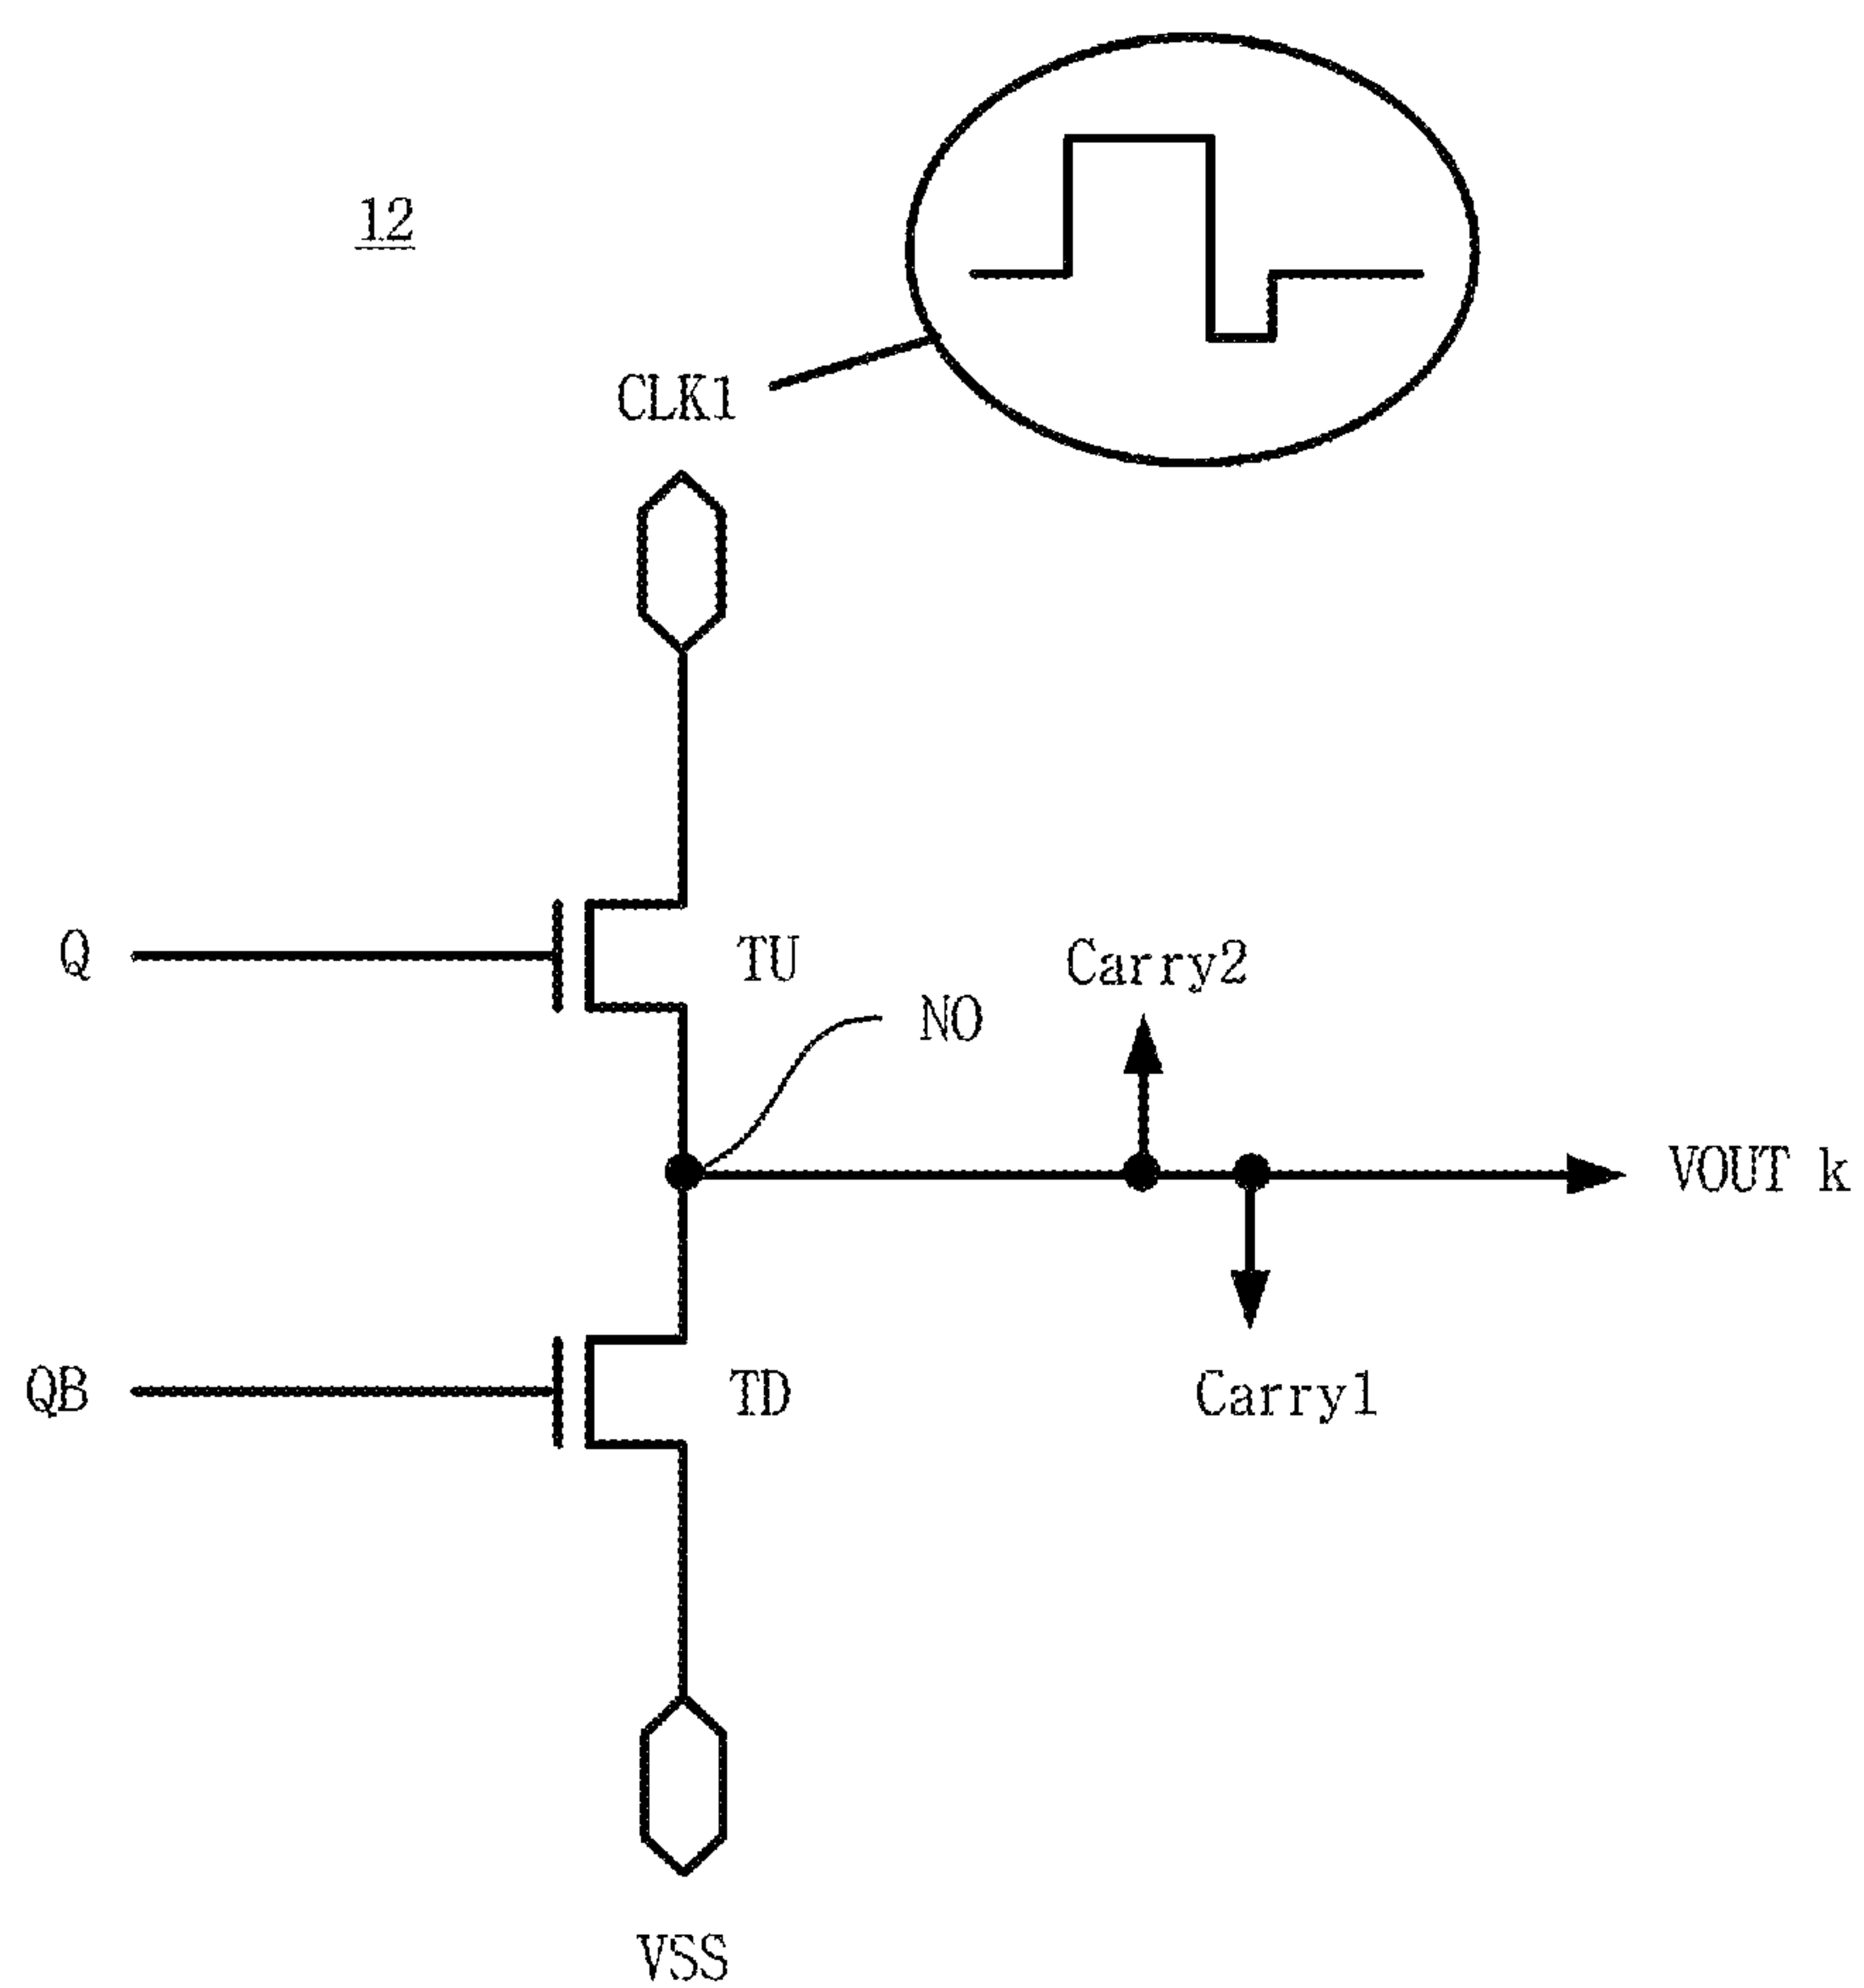 12
CLK1
Q
TU
Carry2
NO
VOUT k
QB
TD
Carry1
VSS